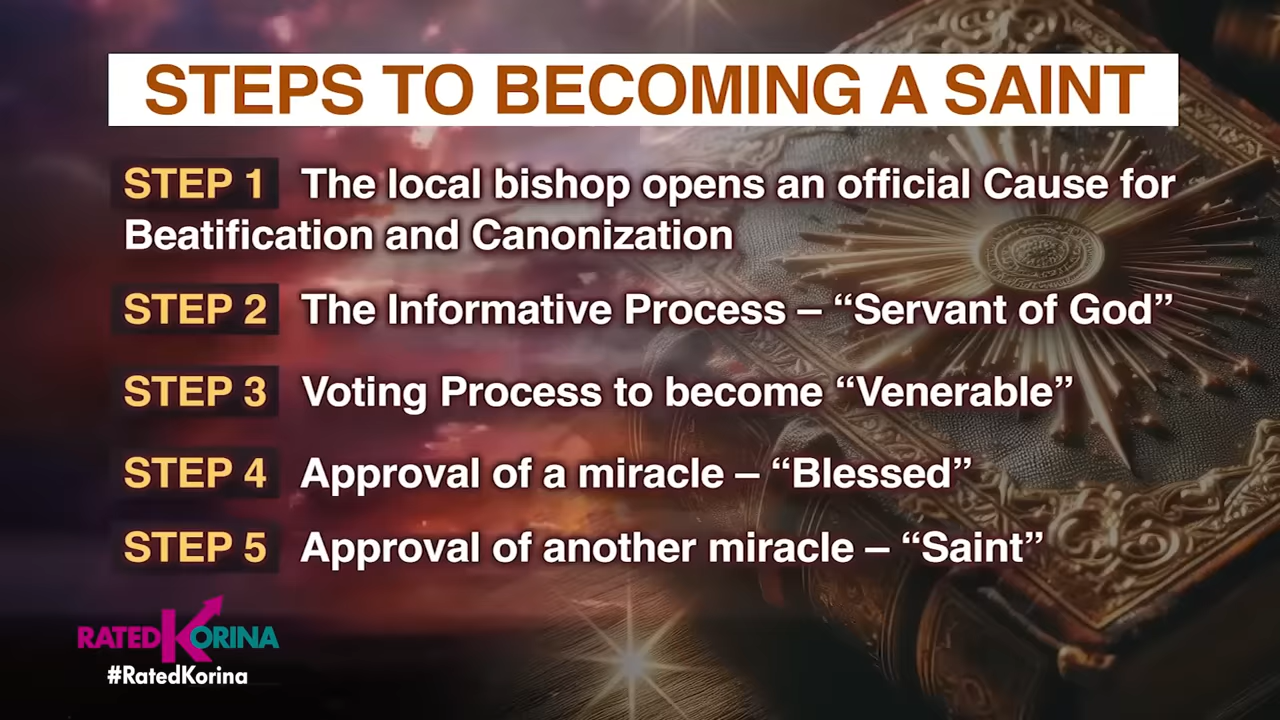 STEPS TO BECOMING A SAINT
STEP 1 The local bishop opens an official Cause for
Beatification and Canonization
STEP 2 The Informative Process – “Servant of God”
STEP 3 Voting Process to become “Venerable”
STEP 4 Approval of a miracle – “Blessed”
STEP 5 Approval of another miracle – “Saint”
RATED KORINA
#RatedKorina